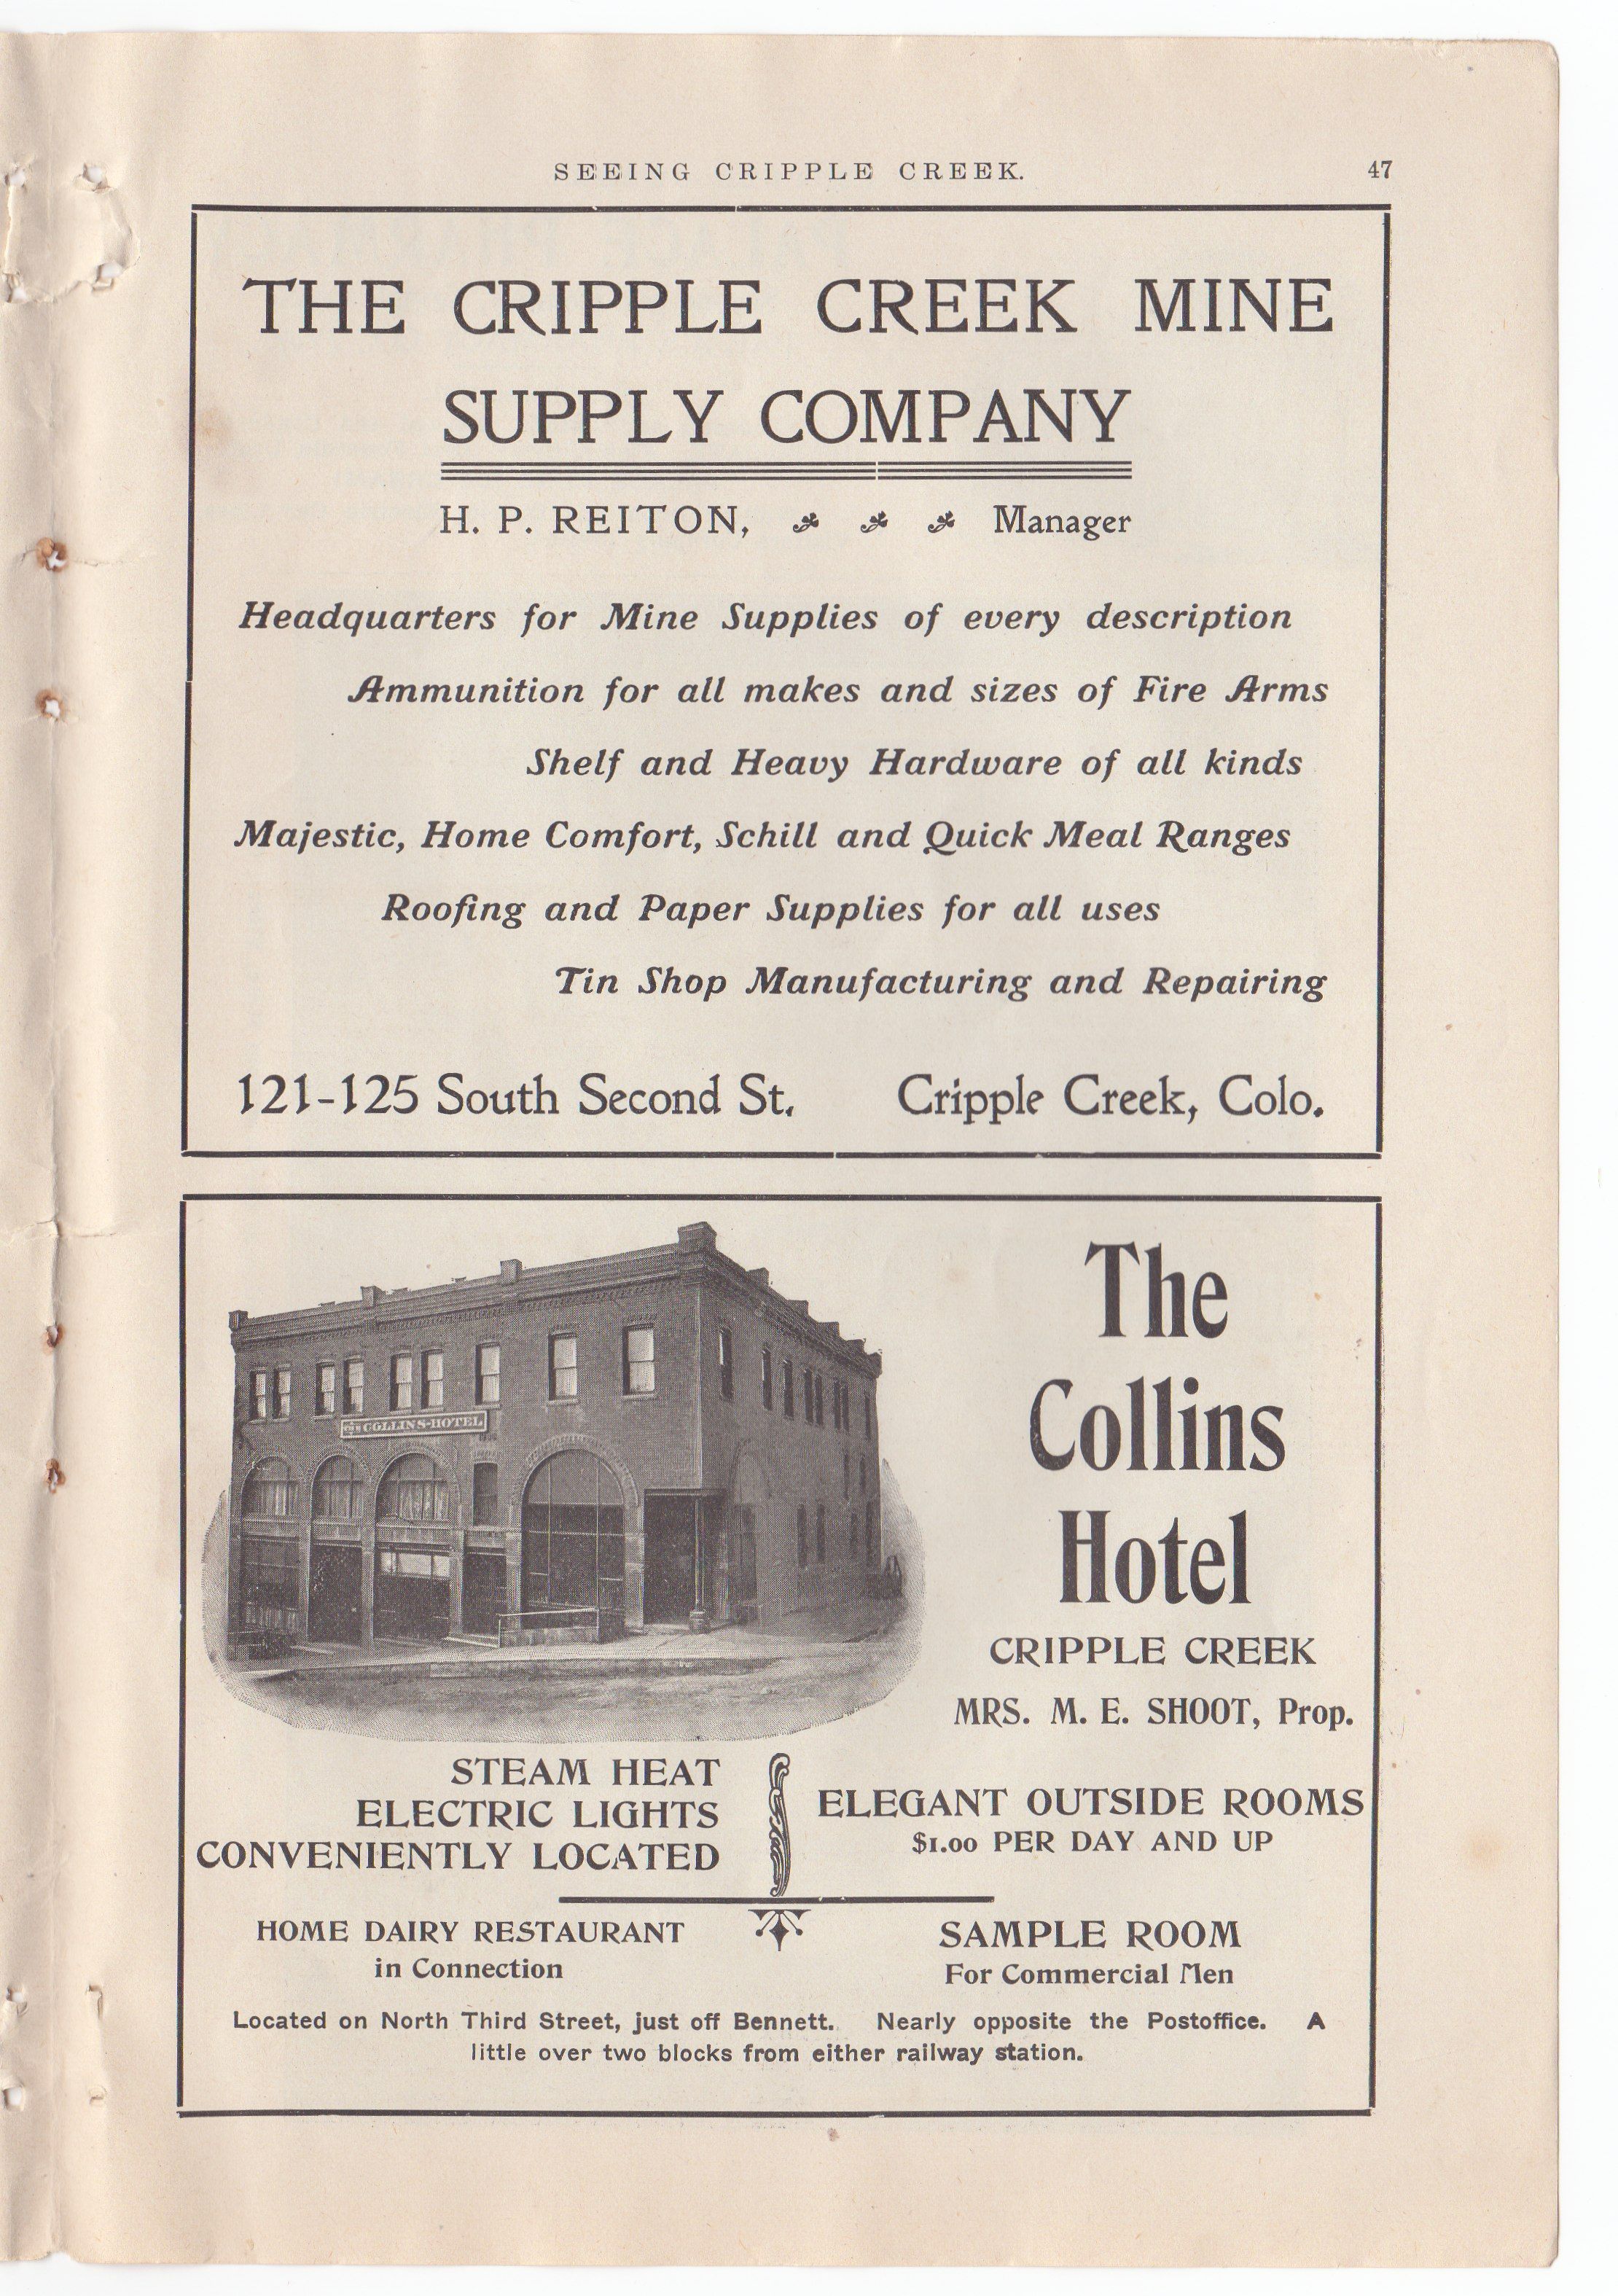 SEEING CRIPPLE CREEK. 47
THE CRIPPLE CREEK MINE
SUPPLY COMPANY
H. P. REITON, Manager
Headquarters for Mine Supplies of every description
Ammunition for all makes and sizes of Fire Arms
Shelf and Heavy Hardware of all kinds
Majestic, Home Comfort, Schill and Quick Meal Ranges
Roofing and Paper Supplies for all uses
Tin Shop Manufacturing and Repairing
121-125 South Second St. Cripple Creek, Colo.
THE COLLINS-HOTEL
The
Collins
Hotel
CRIPPLE CREEK
MRS. M. E. SHOOT, Prop.
STEAM HEAT
ELECTRIC LIGHTS
CONVENIENTLY LOCATED
ELEGANT OUTSIDE ROOMS
$1.00 PER DAY AND UP
HOME DAIRY RESTAURANT
in Connection
SAMPLE ROOM
For Commercial Men
Located on North Third Street, just off Bennett. Nearly opposite the Postoffice. A
little over two blocks from either railway station.